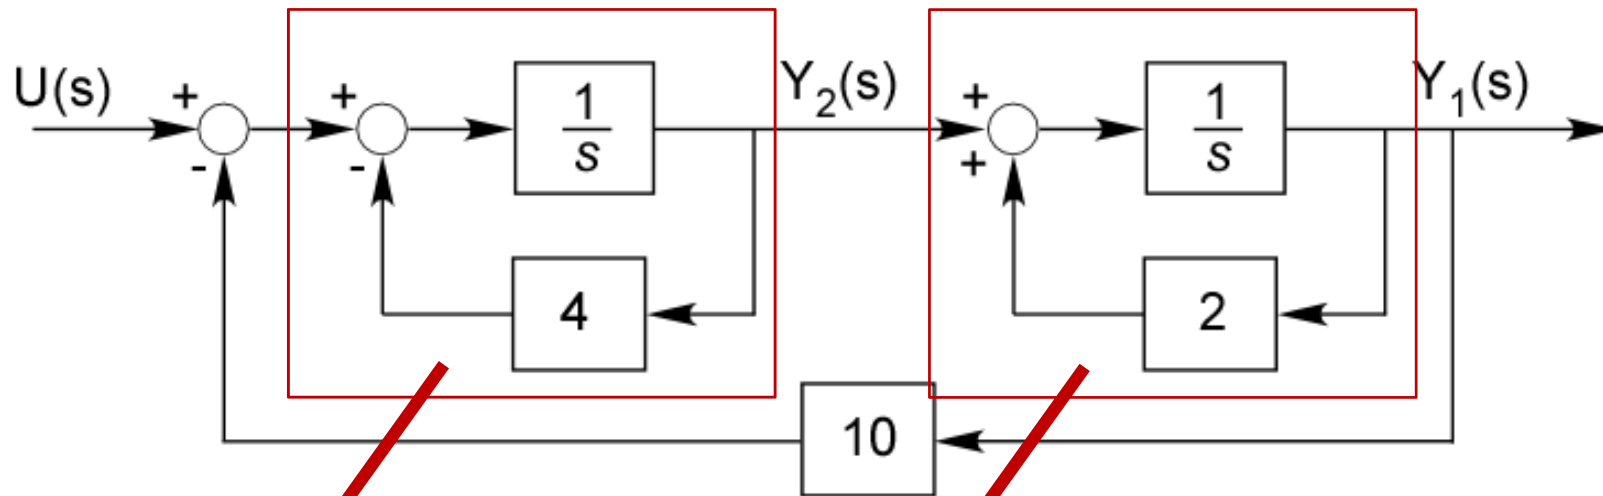 U(s) + + 1/s Y₂(s) + 1/s Y₁(s)
- - +
4 2
10